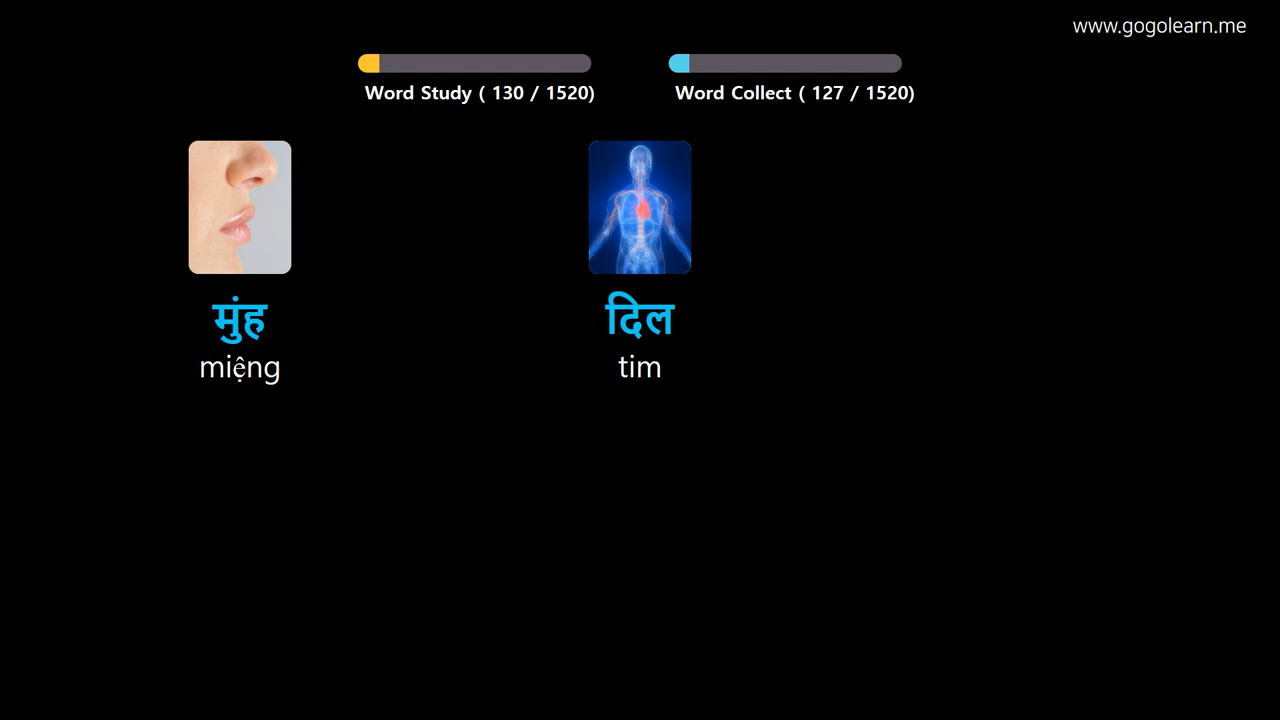 www.gogolearn.me
Word Study ( 130 / 1520)
Word Collect ( 127 / 1520)
मुंह
miệng
दिल
tim